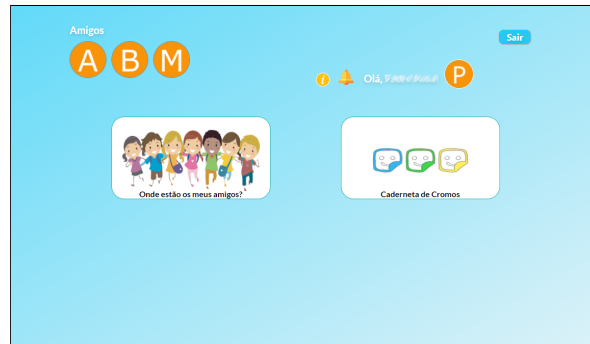 Amigos
A B M
Sair
i
Olá,
P
Onde estão os meus amigos?
Caderneta de Cromos